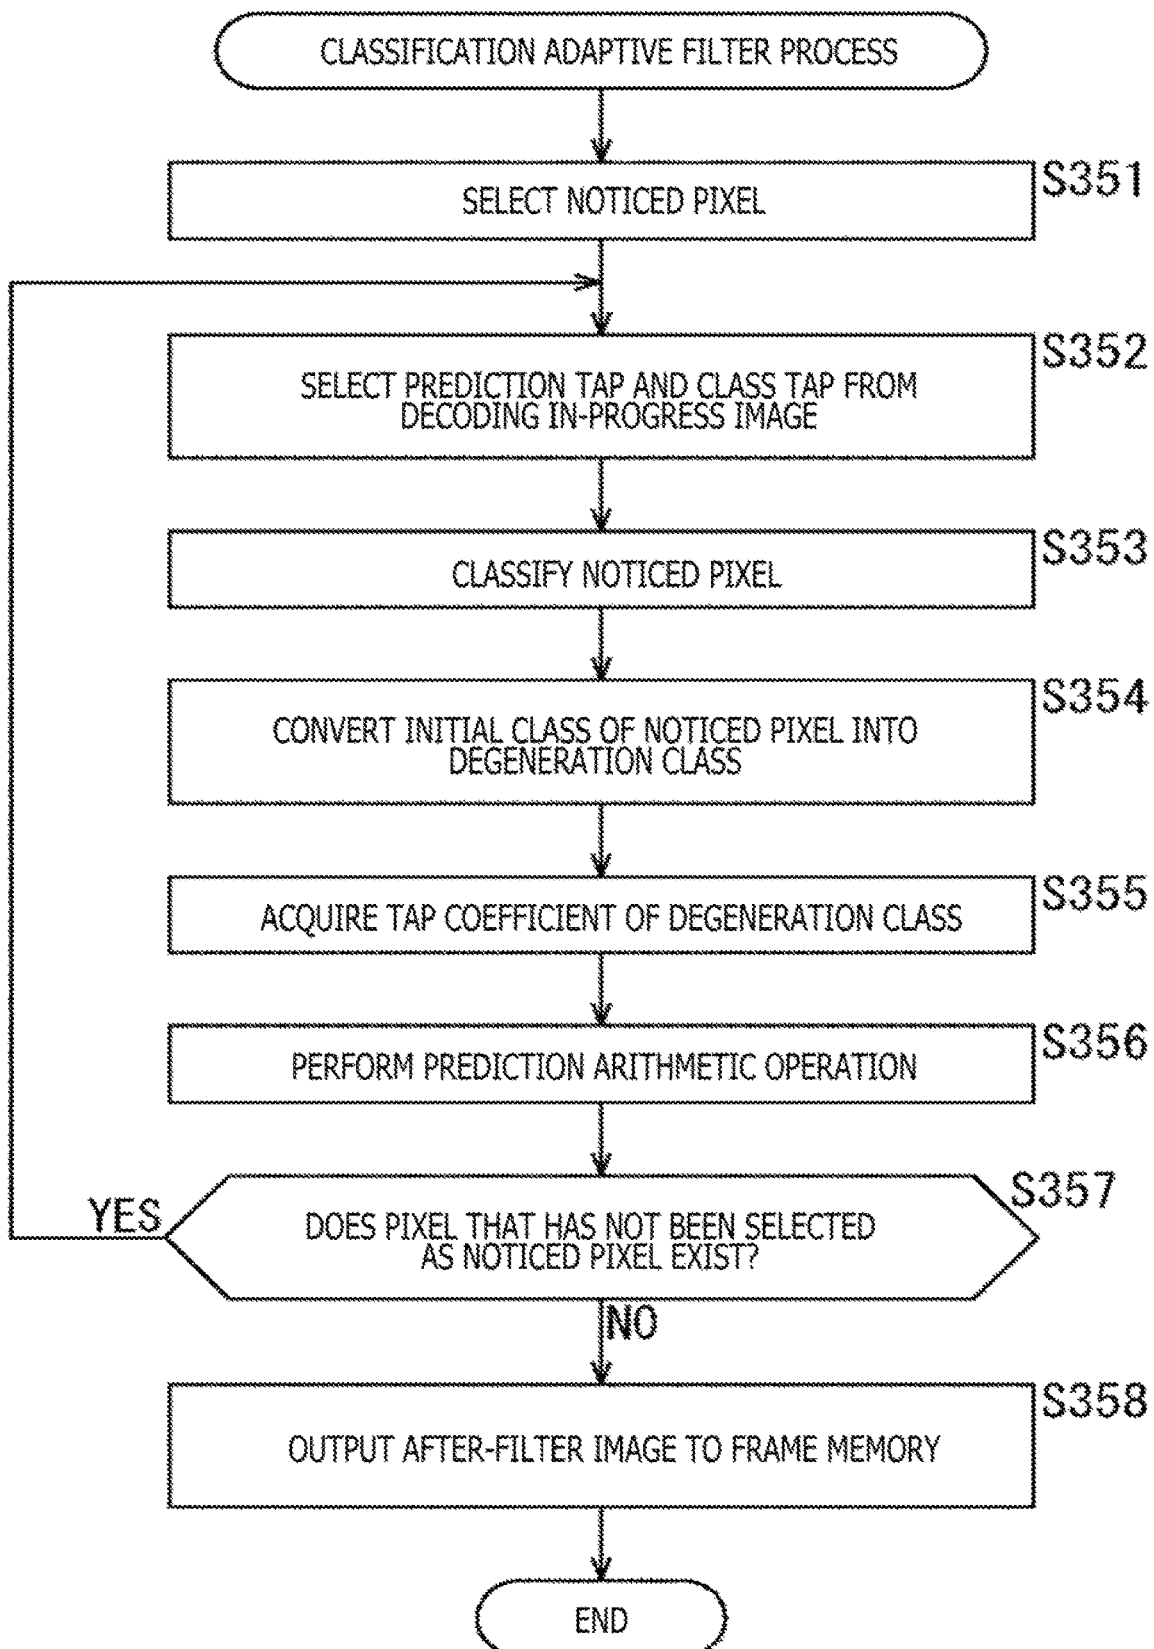 CLASSIFICATION ADAPTIVE FILTER PROCESS
S351
SELECT NOTICED PIXEL
S352
SELECT PREDICTION TAP AND CLASS TAP FROM
DECODING IN-PROGRESS IMAGE
S353
CLASSIFY NOTICED PIXEL
S354
CONVERT INITIAL CLASS OF NOTICED PIXEL INTO
DEGENERATION CLASS
S355
ACQUIRE TAP COEFFICIENT OF DEGENERATION CLASS
S356
PERFORM PREDICTION ARITHMETIC OPERATION
S357
YES
DOES PIXEL THAT HAS NOT BEEN SELECTED
AS NOTICED PIXEL EXIST?
NO
S358
OUTPUT AFTER-FILTER IMAGE TO FRAME MEMORY
END